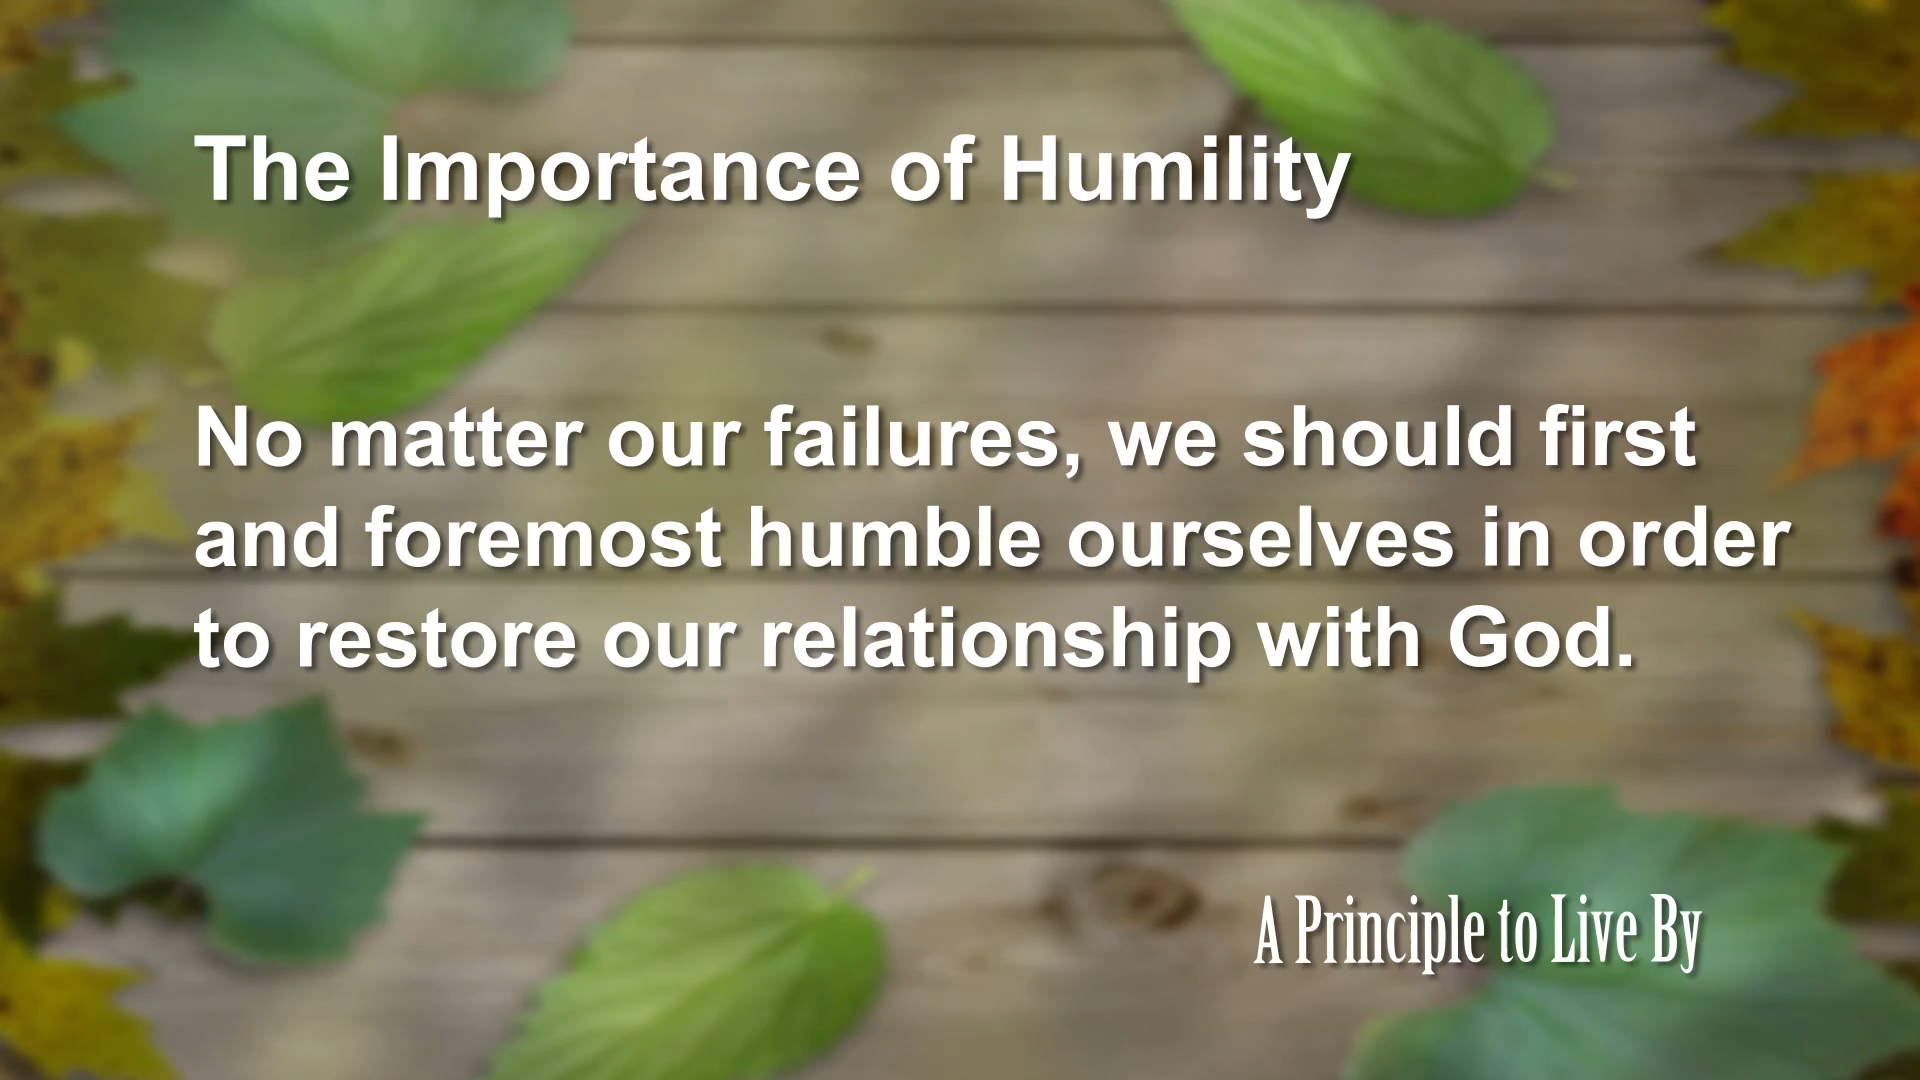 The Importance of Humility
No matter our failures, we should first
and foremost humble ourselves in order
to restore our relationship with God.
A Principle to Live By